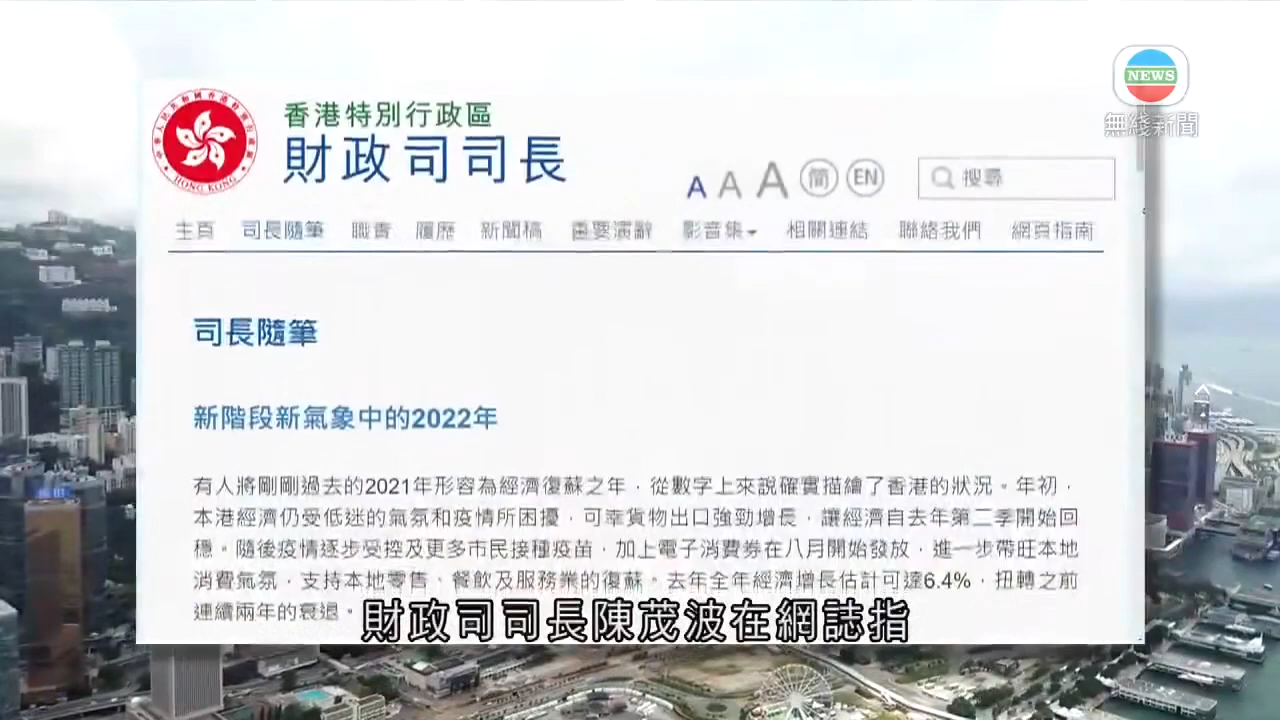 NEWS
無綫新聞
香港特別行政區
財政司司長
A A A 簡 EN 搜尋
HONG KONG
主頁 司長隨筆 職責 履歷 新聞稿 重要演辭 影音集 相關連結 聯絡我們 網頁指南
司長隨筆
新階段新氣象中的2022年
有人將剛剛過去的2021年形容為經濟復蘇之年，從數字上來說確實描繪了香港的狀況。年初，
本港經濟仍受低迷的氣氛和疫情所困擾，可幸貨物出口強勁增長，讓經濟自去年第二季開始回
穩。隨後疫情逐步受控及更多市民接種疫苗，加上電子消費券在八月開始發放，進一步帶旺本地
消費氣氛，支持本地零售、餐飲及服務業的復蘇。去年全年經濟增長估計可達6.4%，扭轉之前
連續兩年的衰退。
財政司司長陳茂波在網誌指